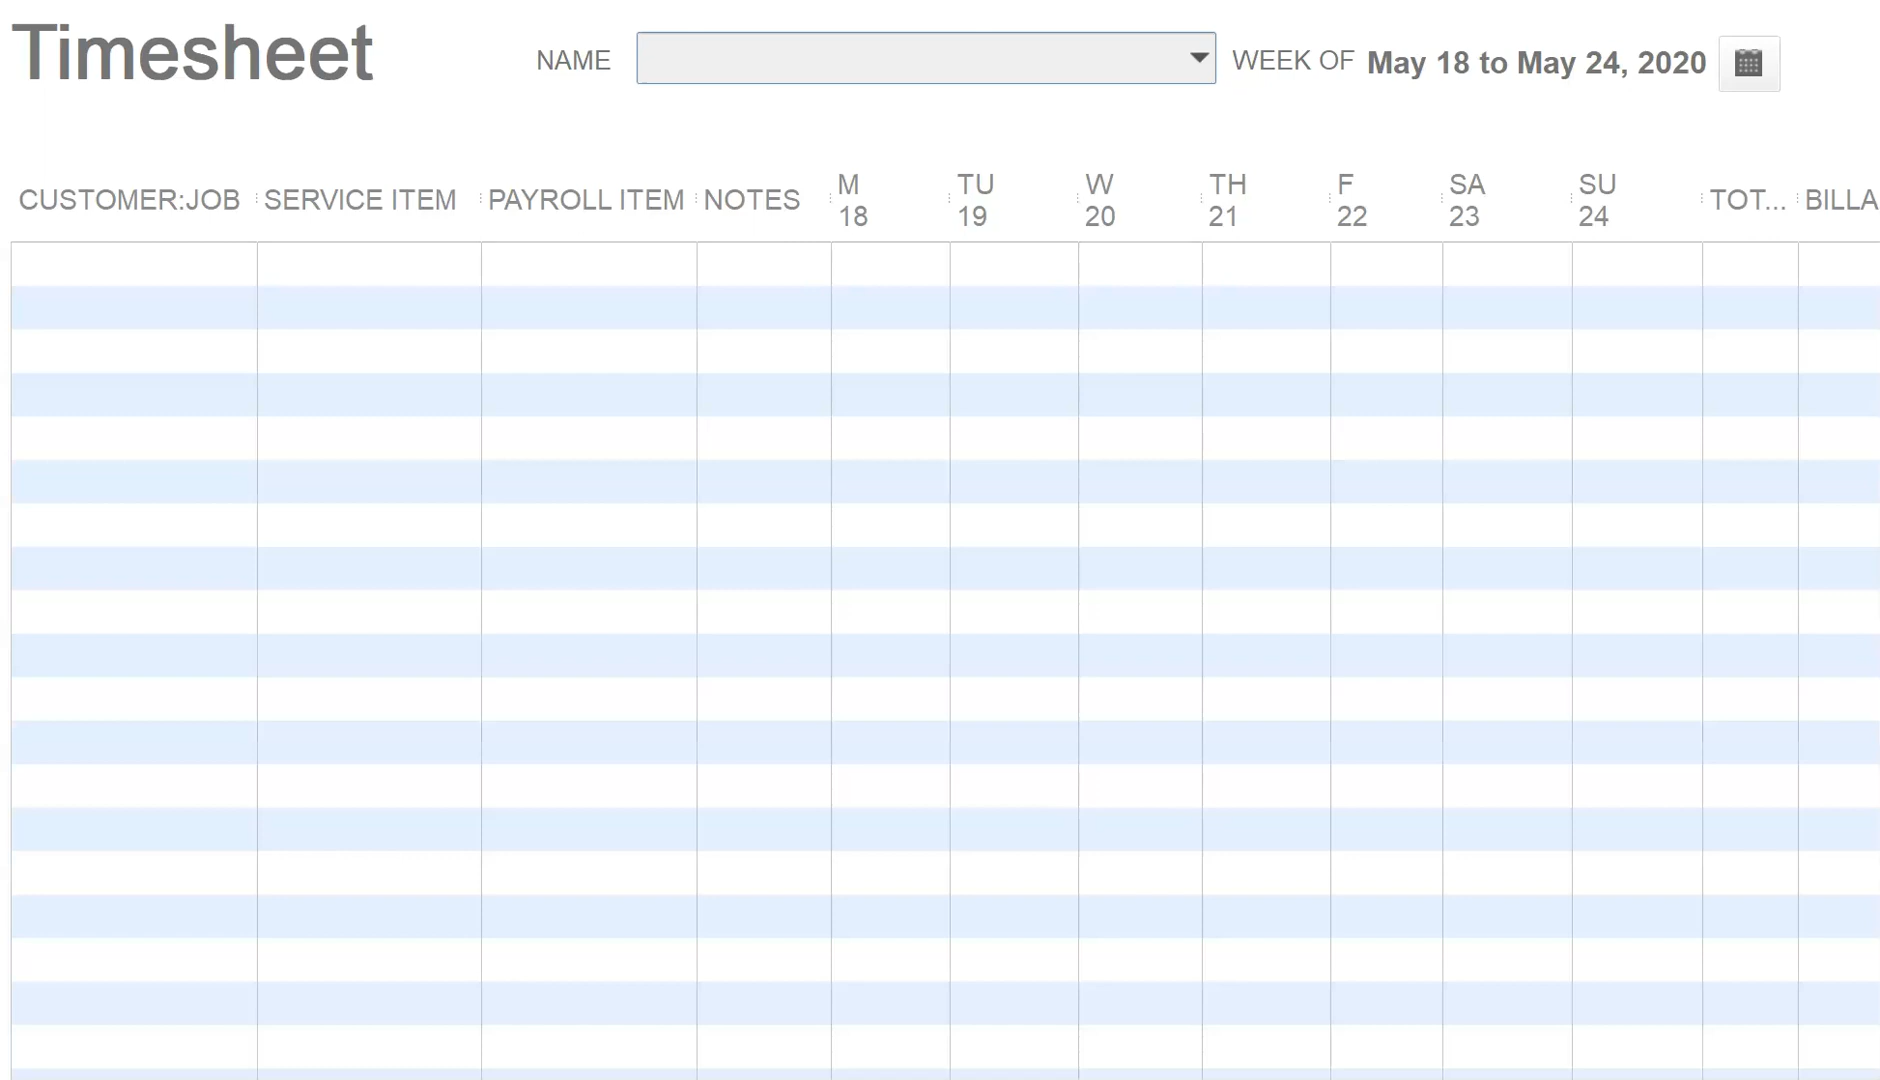 Timesheet
NAME
WEEK OF May 18 to May 24, 2020
CUSTOMER:JOB SERVICE ITEM PAYROLL ITEM NOTES M 18 TU 19 W 20 TH 21 F 22 SA 23 SU 24 TOT... BILLA